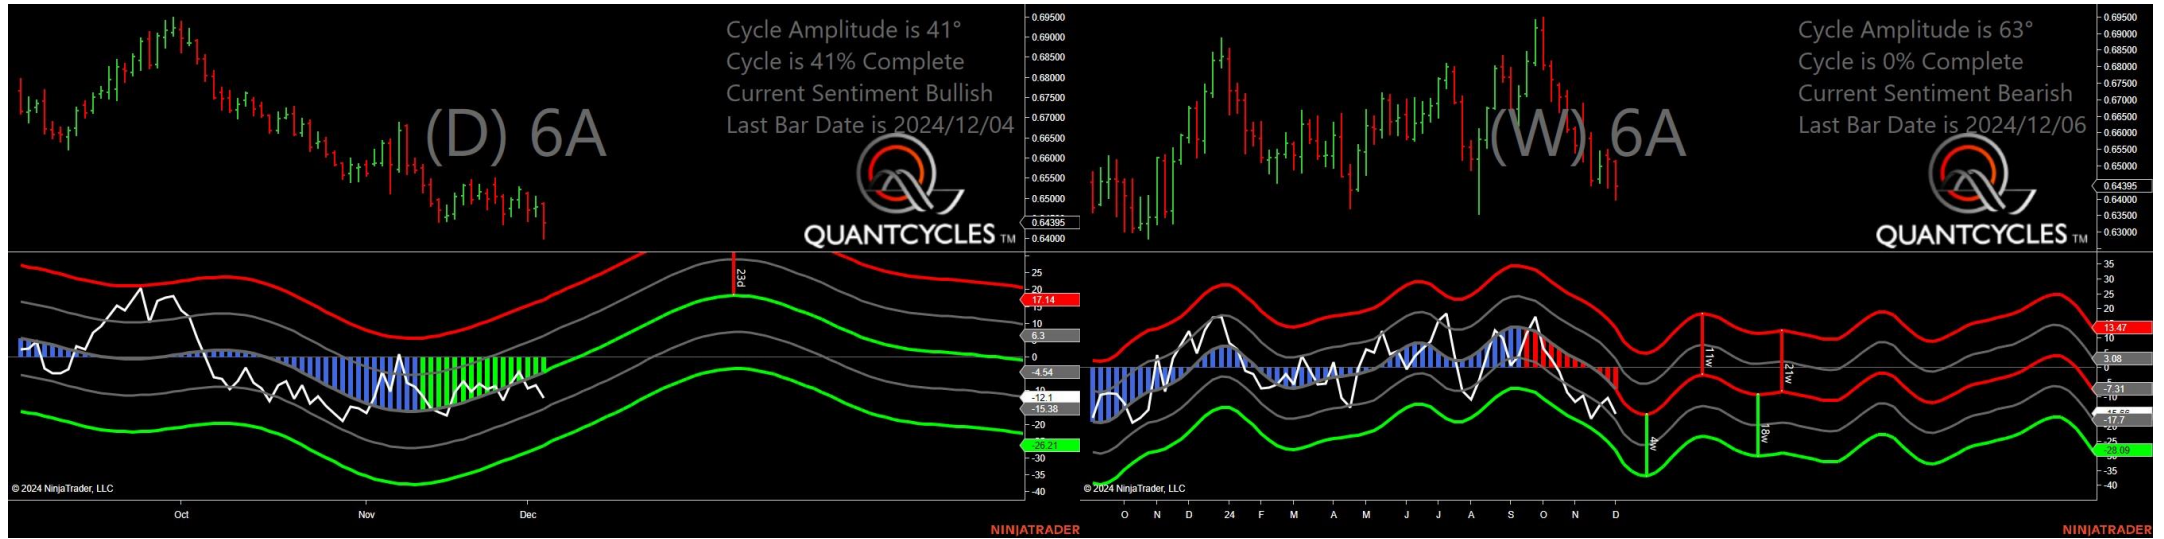 Cycle Amplitude is 41°
Cycle is 41% Complete
Current Sentiment Bullish
Last Bar Date is 2024/12/04
(D) 6A
QUANTCYCLES TM
0.69500
0.69000
0.68500
0.68000
0.67500
0.67000
0.66500
0.66000
0.65500
0.65000
0.64395
0.64000
23d
25
20
17.14
15
10
6.3
5
0
-4.54
-10
-12.1
-15.38
-20
-26.21
-30
-35
-40
© 2024 NinjaTrader, LLC
Oct
Nov
Dec
NINJATRADER
Cycle Amplitude is 63°
Cycle is 0% Complete
Current Sentiment Bearish
Last Bar Date is 2024/12/06
(W) 6A
QUANTCYCLES TM
0.69500
0.69000
0.68500
0.68000
0.67500
0.67000
0.66500
0.66000
0.65500
0.65000
0.64395
0.64000
0.63500
0.63000
11w
21w
4w
18w
35
30
25
20
13.47
10
5
3.08
0
-7.31
-10
-17.7
-20
-28.09
-35
-40
© 2024 NinjaTrader, LLC
O N D 24 F M A M J J A S O N D
NINJATRADER